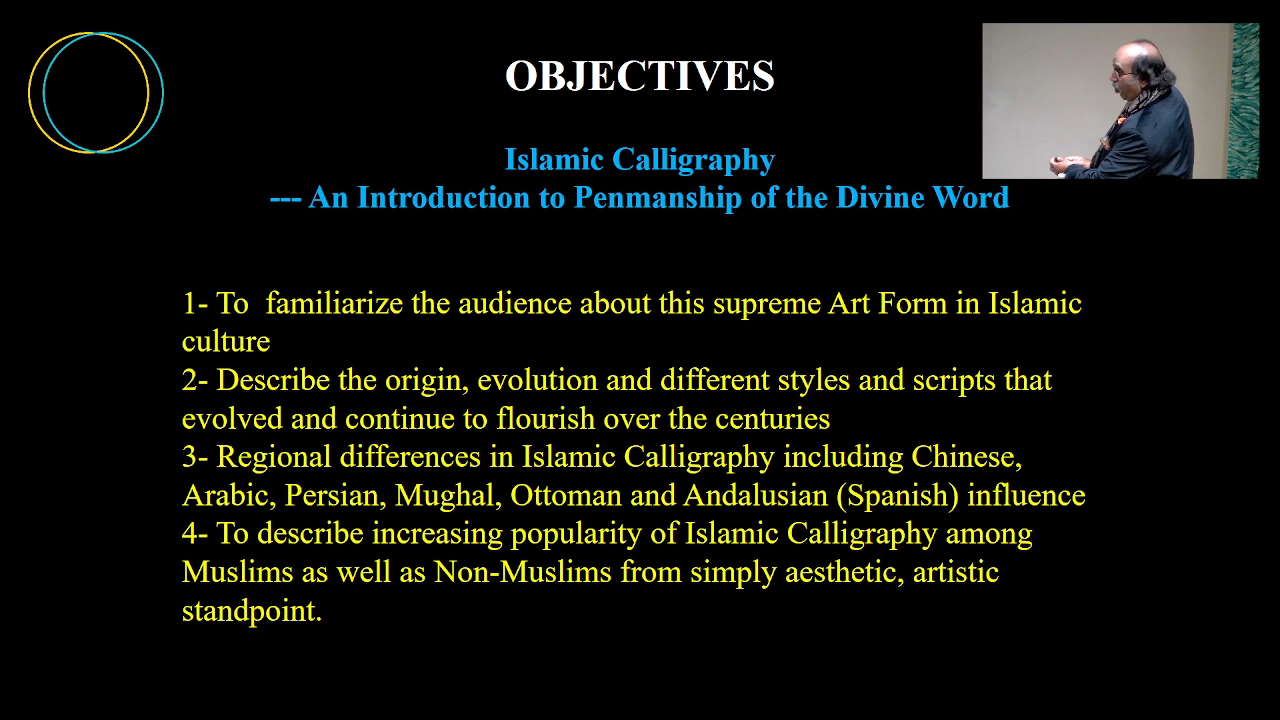 OBJECTIVES
Islamic Calligraphy
--- An Introduction to Penmanship of the Divine Word
1- To  familiarize the audience about this supreme Art Form in Islamic
culture
2- Describe the origin, evolution and different styles and scripts that
evolved and continue to flourish over the centuries
3- Regional differences in Islamic Calligraphy including Chinese,
Arabic, Persian, Mughal, Ottoman and Andalusian (Spanish) influence
4- To describe increasing popularity of Islamic Calligraphy among
Muslims as well as Non-Muslims from simply aesthetic, artistic
standpoint.